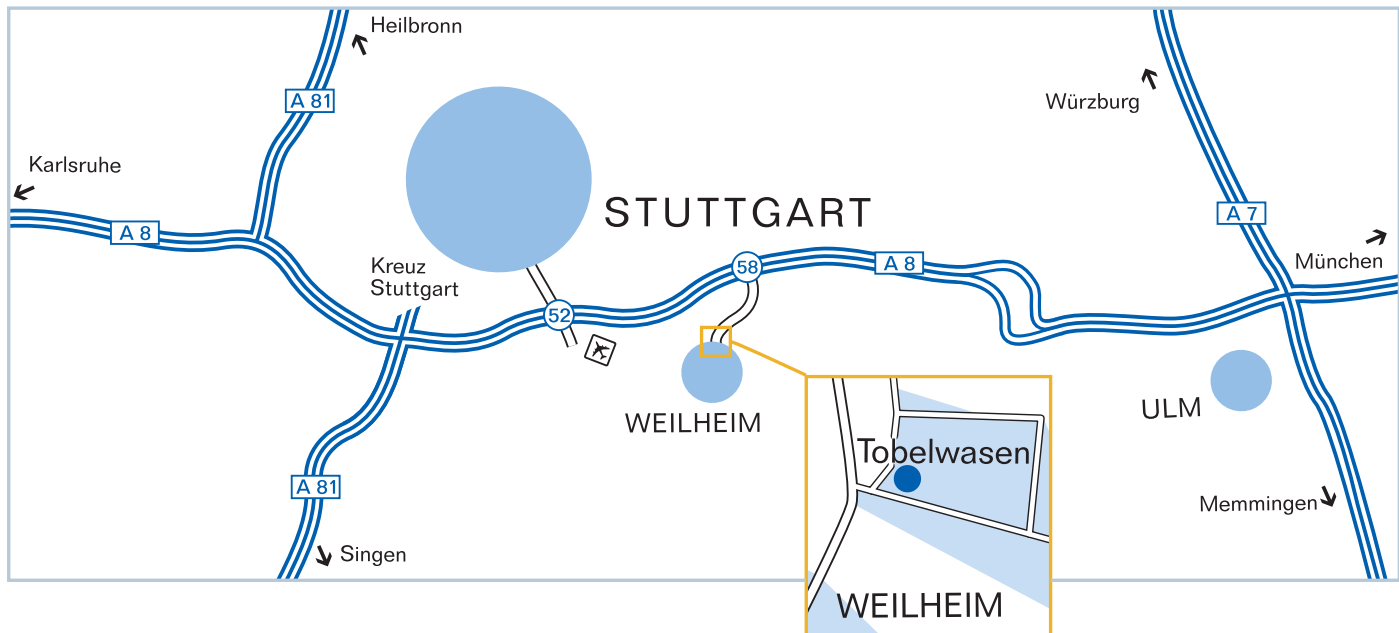 Heilbronn
A 81
Würzburg
Karlsruhe
STUTTGART
A 7
A 8
Kreuz
Stuttgart
58
A 8
München
52
WEILHEIM
ULM
Tobelwasen
A 81
Memmingen
Singen
WEILHEIM